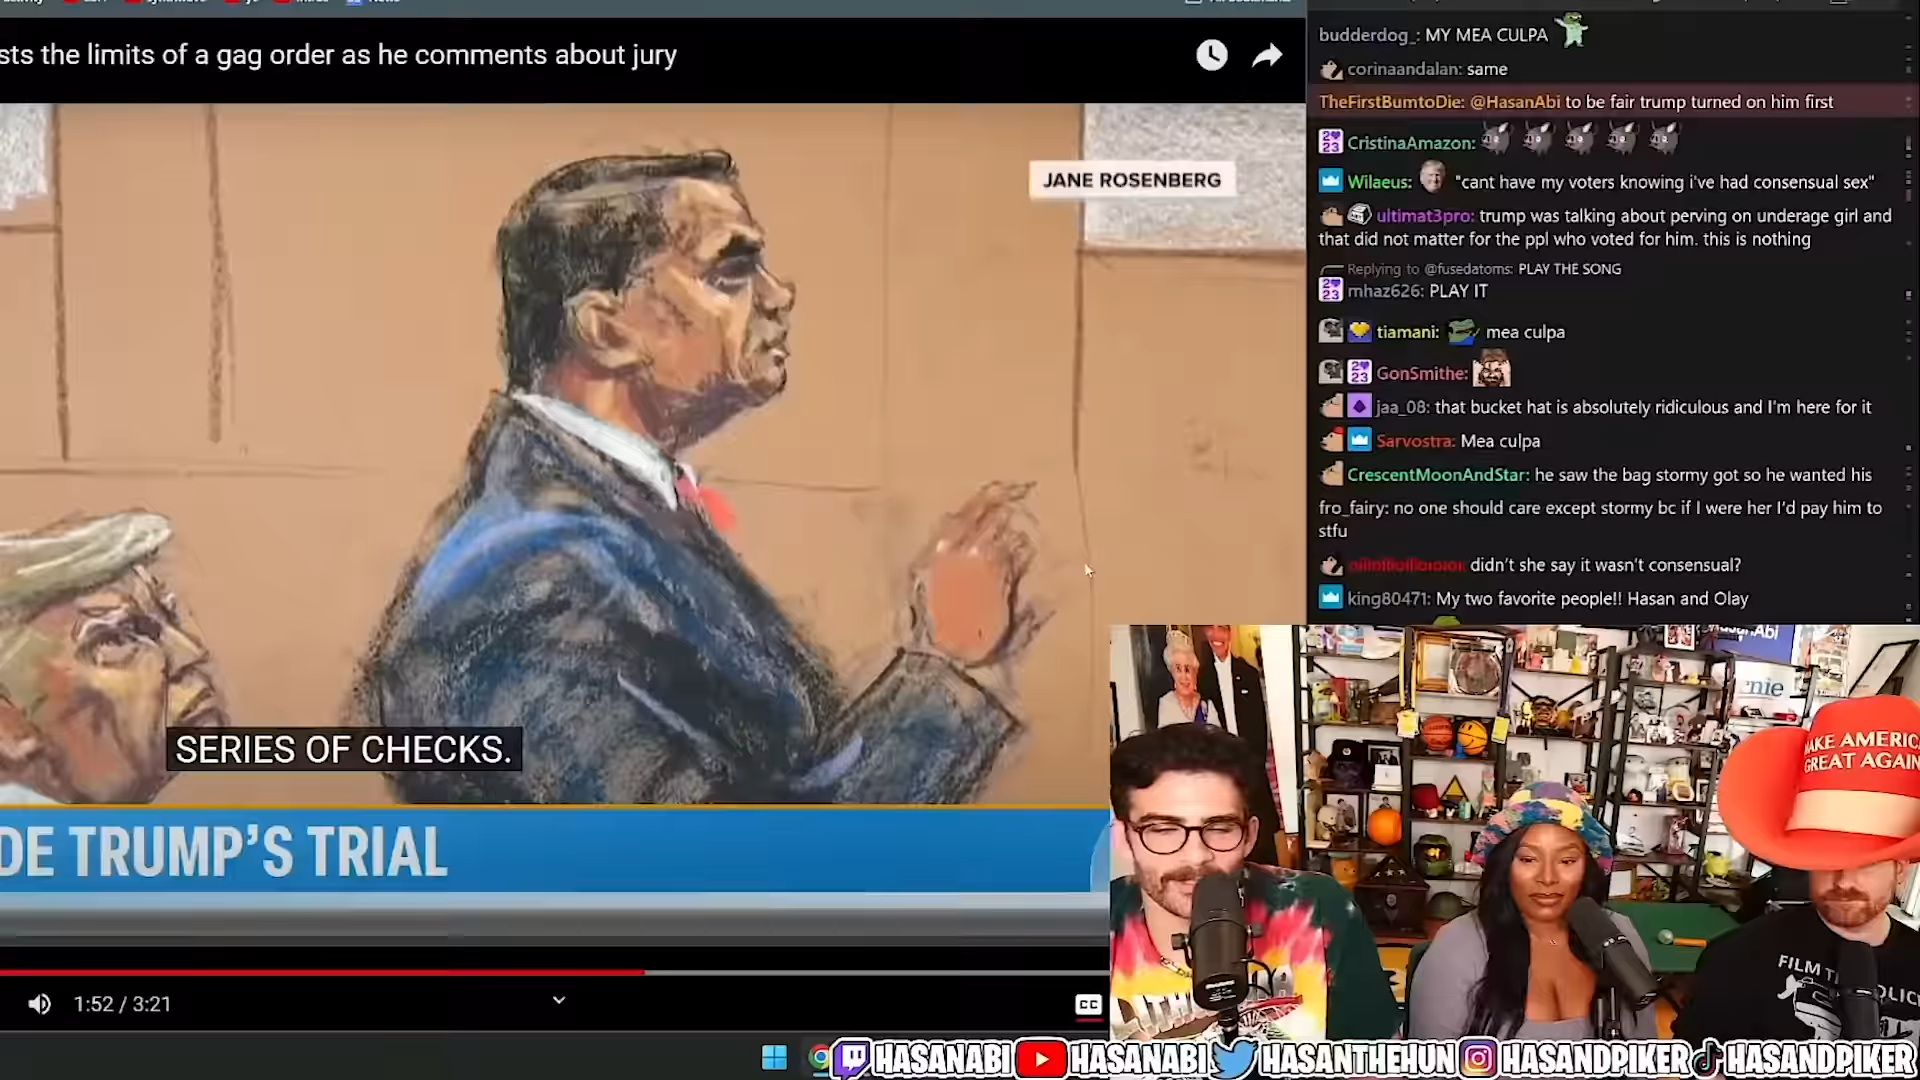 sts the limits of a gag order as he comments about jury
JANE ROSENBERG
SERIES OF CHECKS.
DE TRUMP'S TRIAL
1:52 / 3:21
CC
budderdog_: MY MEA CULPA
corinaandalan: same
TheFirstBumtoDie: @HasanAbi to be fair trump turned on him first
CristinaAmazon:
Wilaeus: "cant have my voters knowing i've had consensual sex"
ultimat3pro: trump was talking about perving on underage girl and
that did not matter for the ppl who voted for him. this is nothing
Replying to @fusedatoms: PLAY THE SONG
mhaz626: PLAY IT
tiamani: mea culpa
GonSmithe:
jaa_08: that bucket hat is absolutely ridiculous and I'm here for it
Sarvostra: Mea culpa
CrescentMoonAndStar: he saw the bag stormy got so he wanted his
fro_fairy: no one should care except stormy bc if I were her I'd pay him to
stfu
didn't she say it wasn't consensual?
king80471: My two favorite people!! Hasan and Olay
HasanAbi
rnie
MAKE AMERICA
GREAT AGAIN
FILM
HASANABI HASANABI HASANTHEHUN HASANDPIKER HASANDPIKER